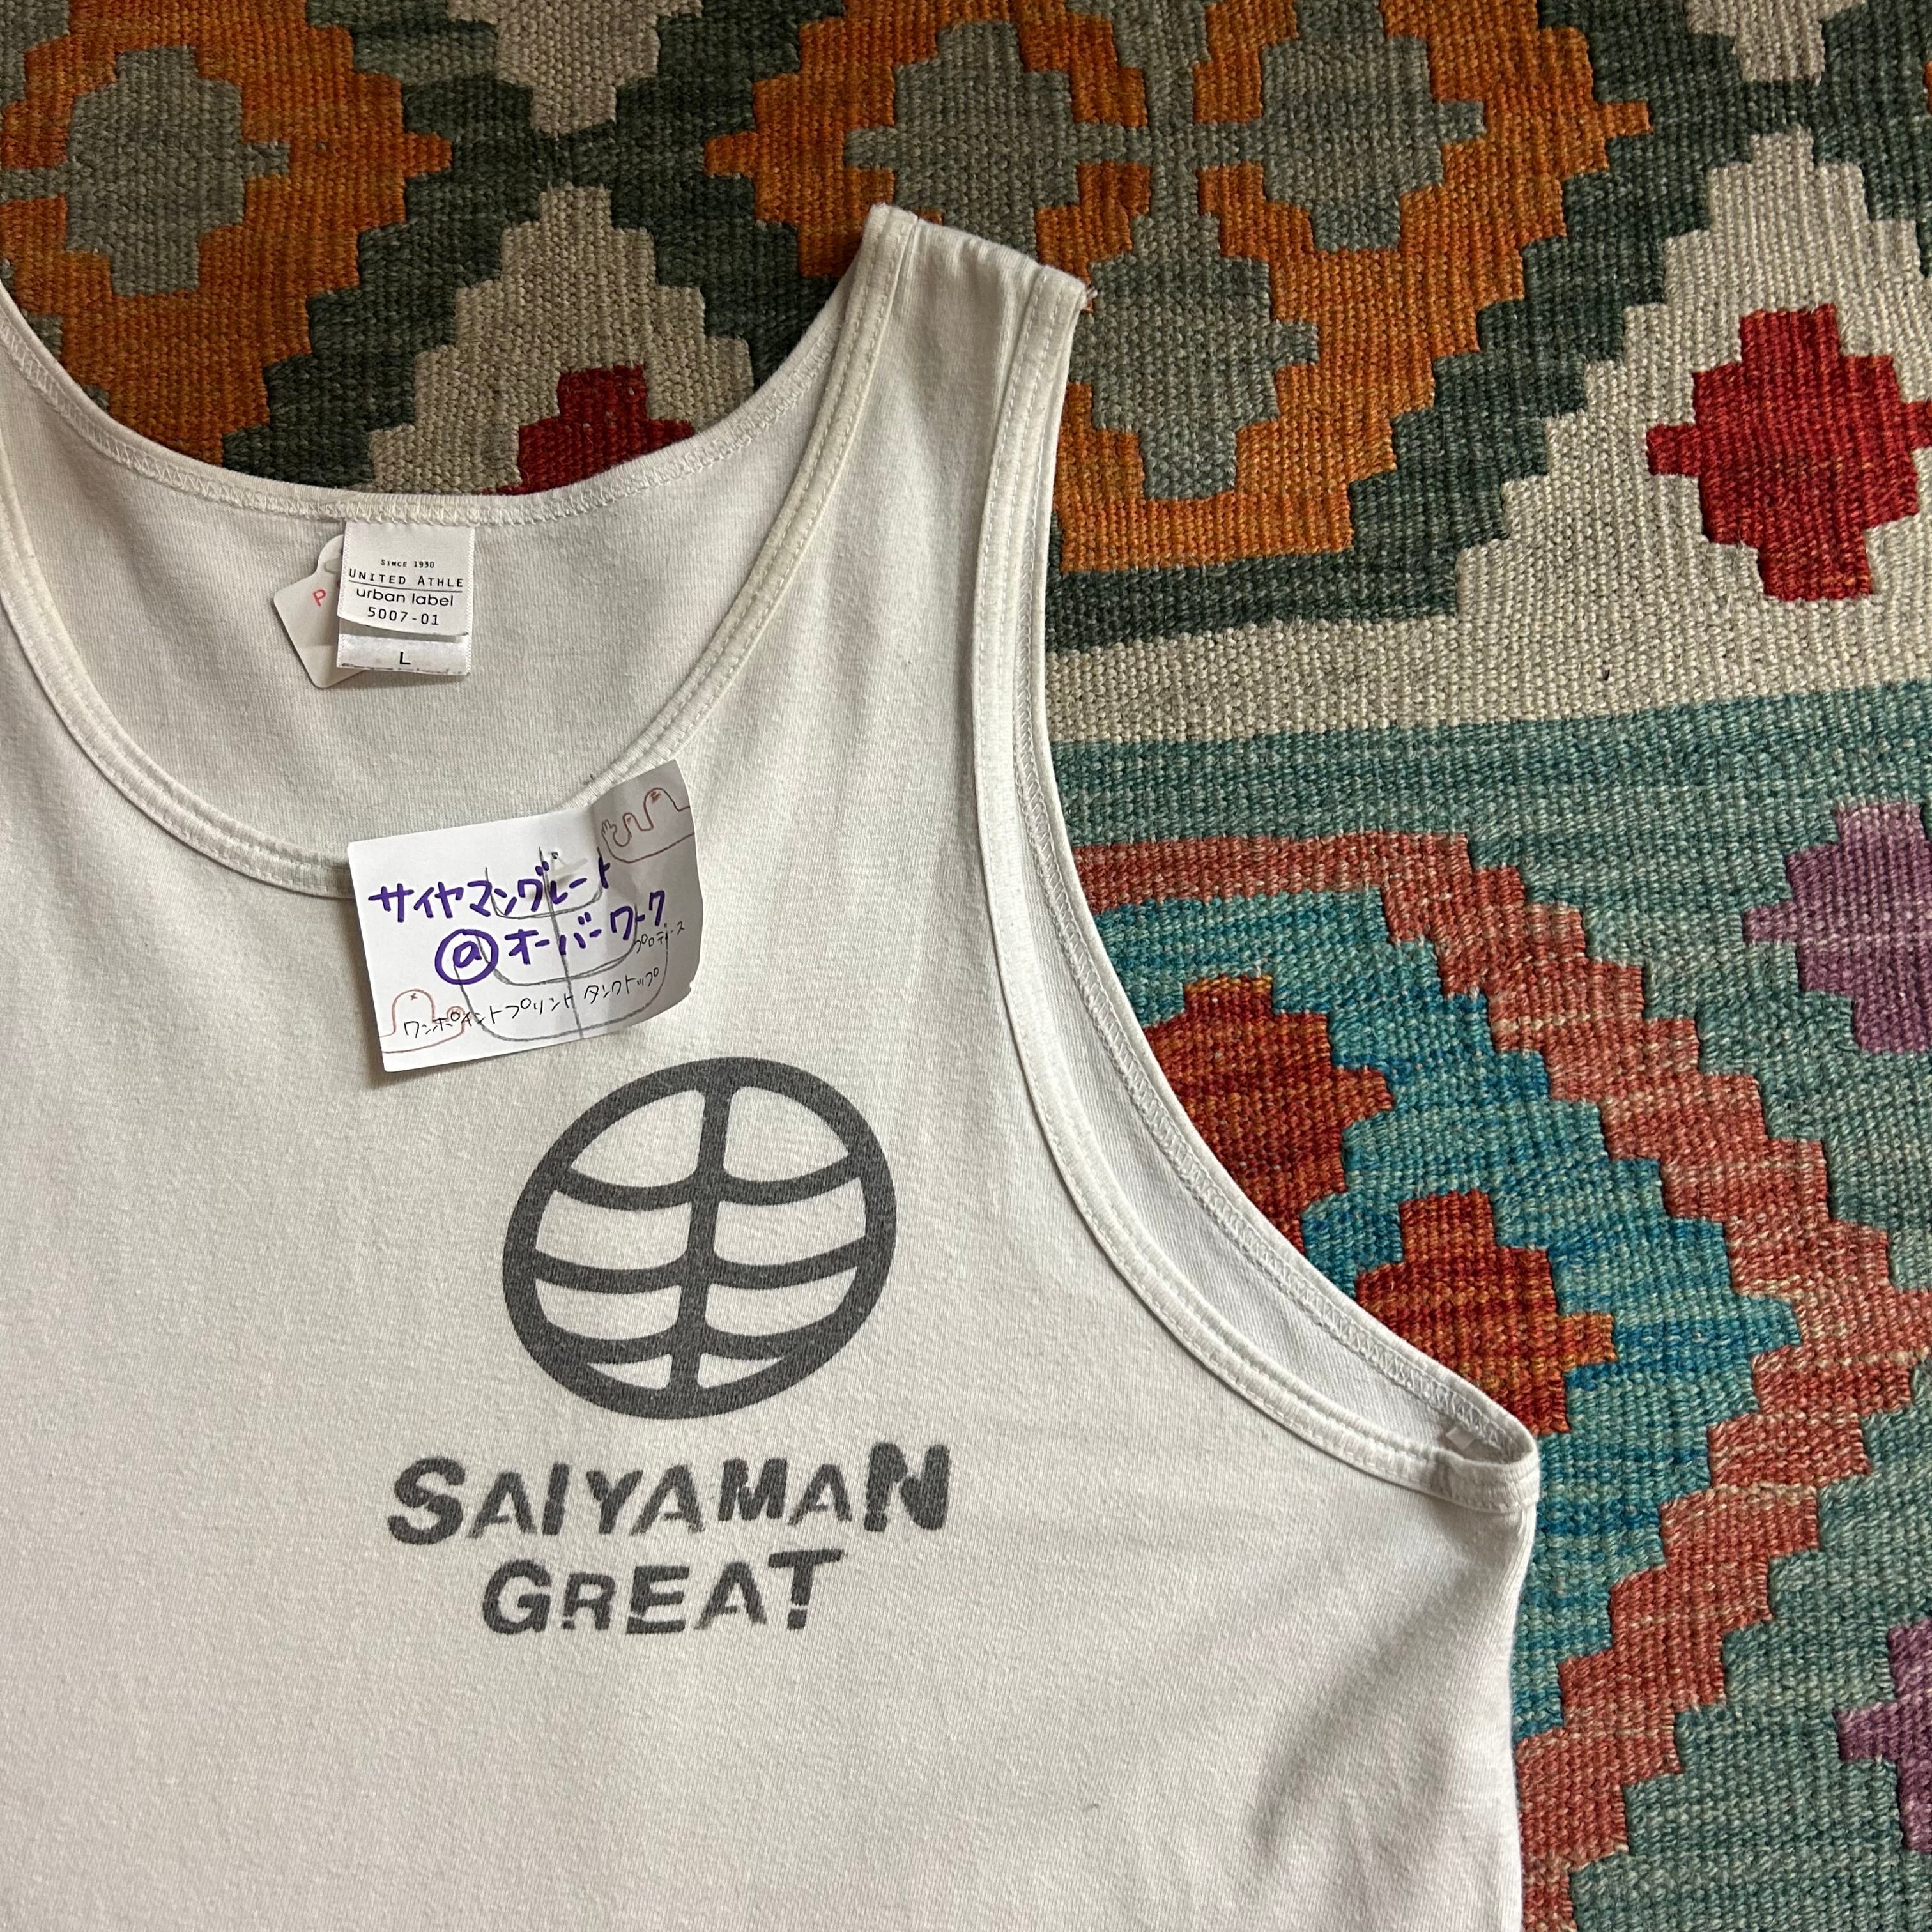 SINCE 1930
UNITED ATHLE
urban label
5007-01
L
P
サイヤマングレート
@オーバーワーク
プロデュース
ワンポイントプリント タンクトップ
SAIYAMAN
GREAT